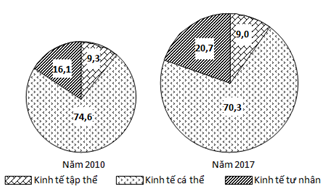 9,3
16,1
74,6
9,0
20,7
70,3
Năm 2010
Năm 2017
Kinh tế tập thể
Kinh tế cá thể
Kinh tế tư nhân